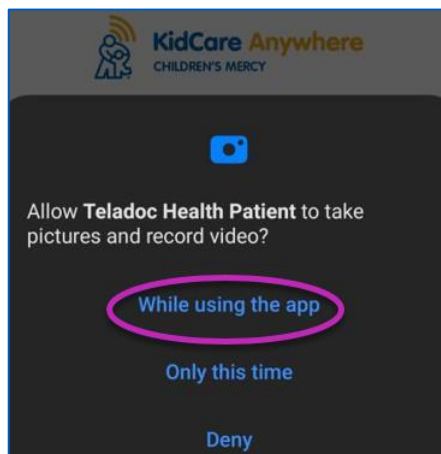 KidCare Anywhere
CHILDREN'S MERCY
Allow Teladoc Health Patient to take
pictures and record video?
While using the app
Only this time
Deny